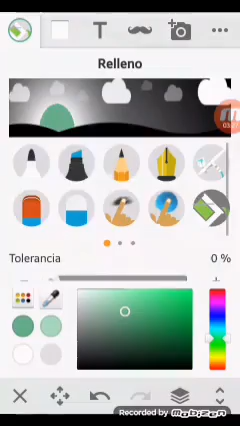 T
Relleno
Tolerancia 0 %
Recorded by mobizen